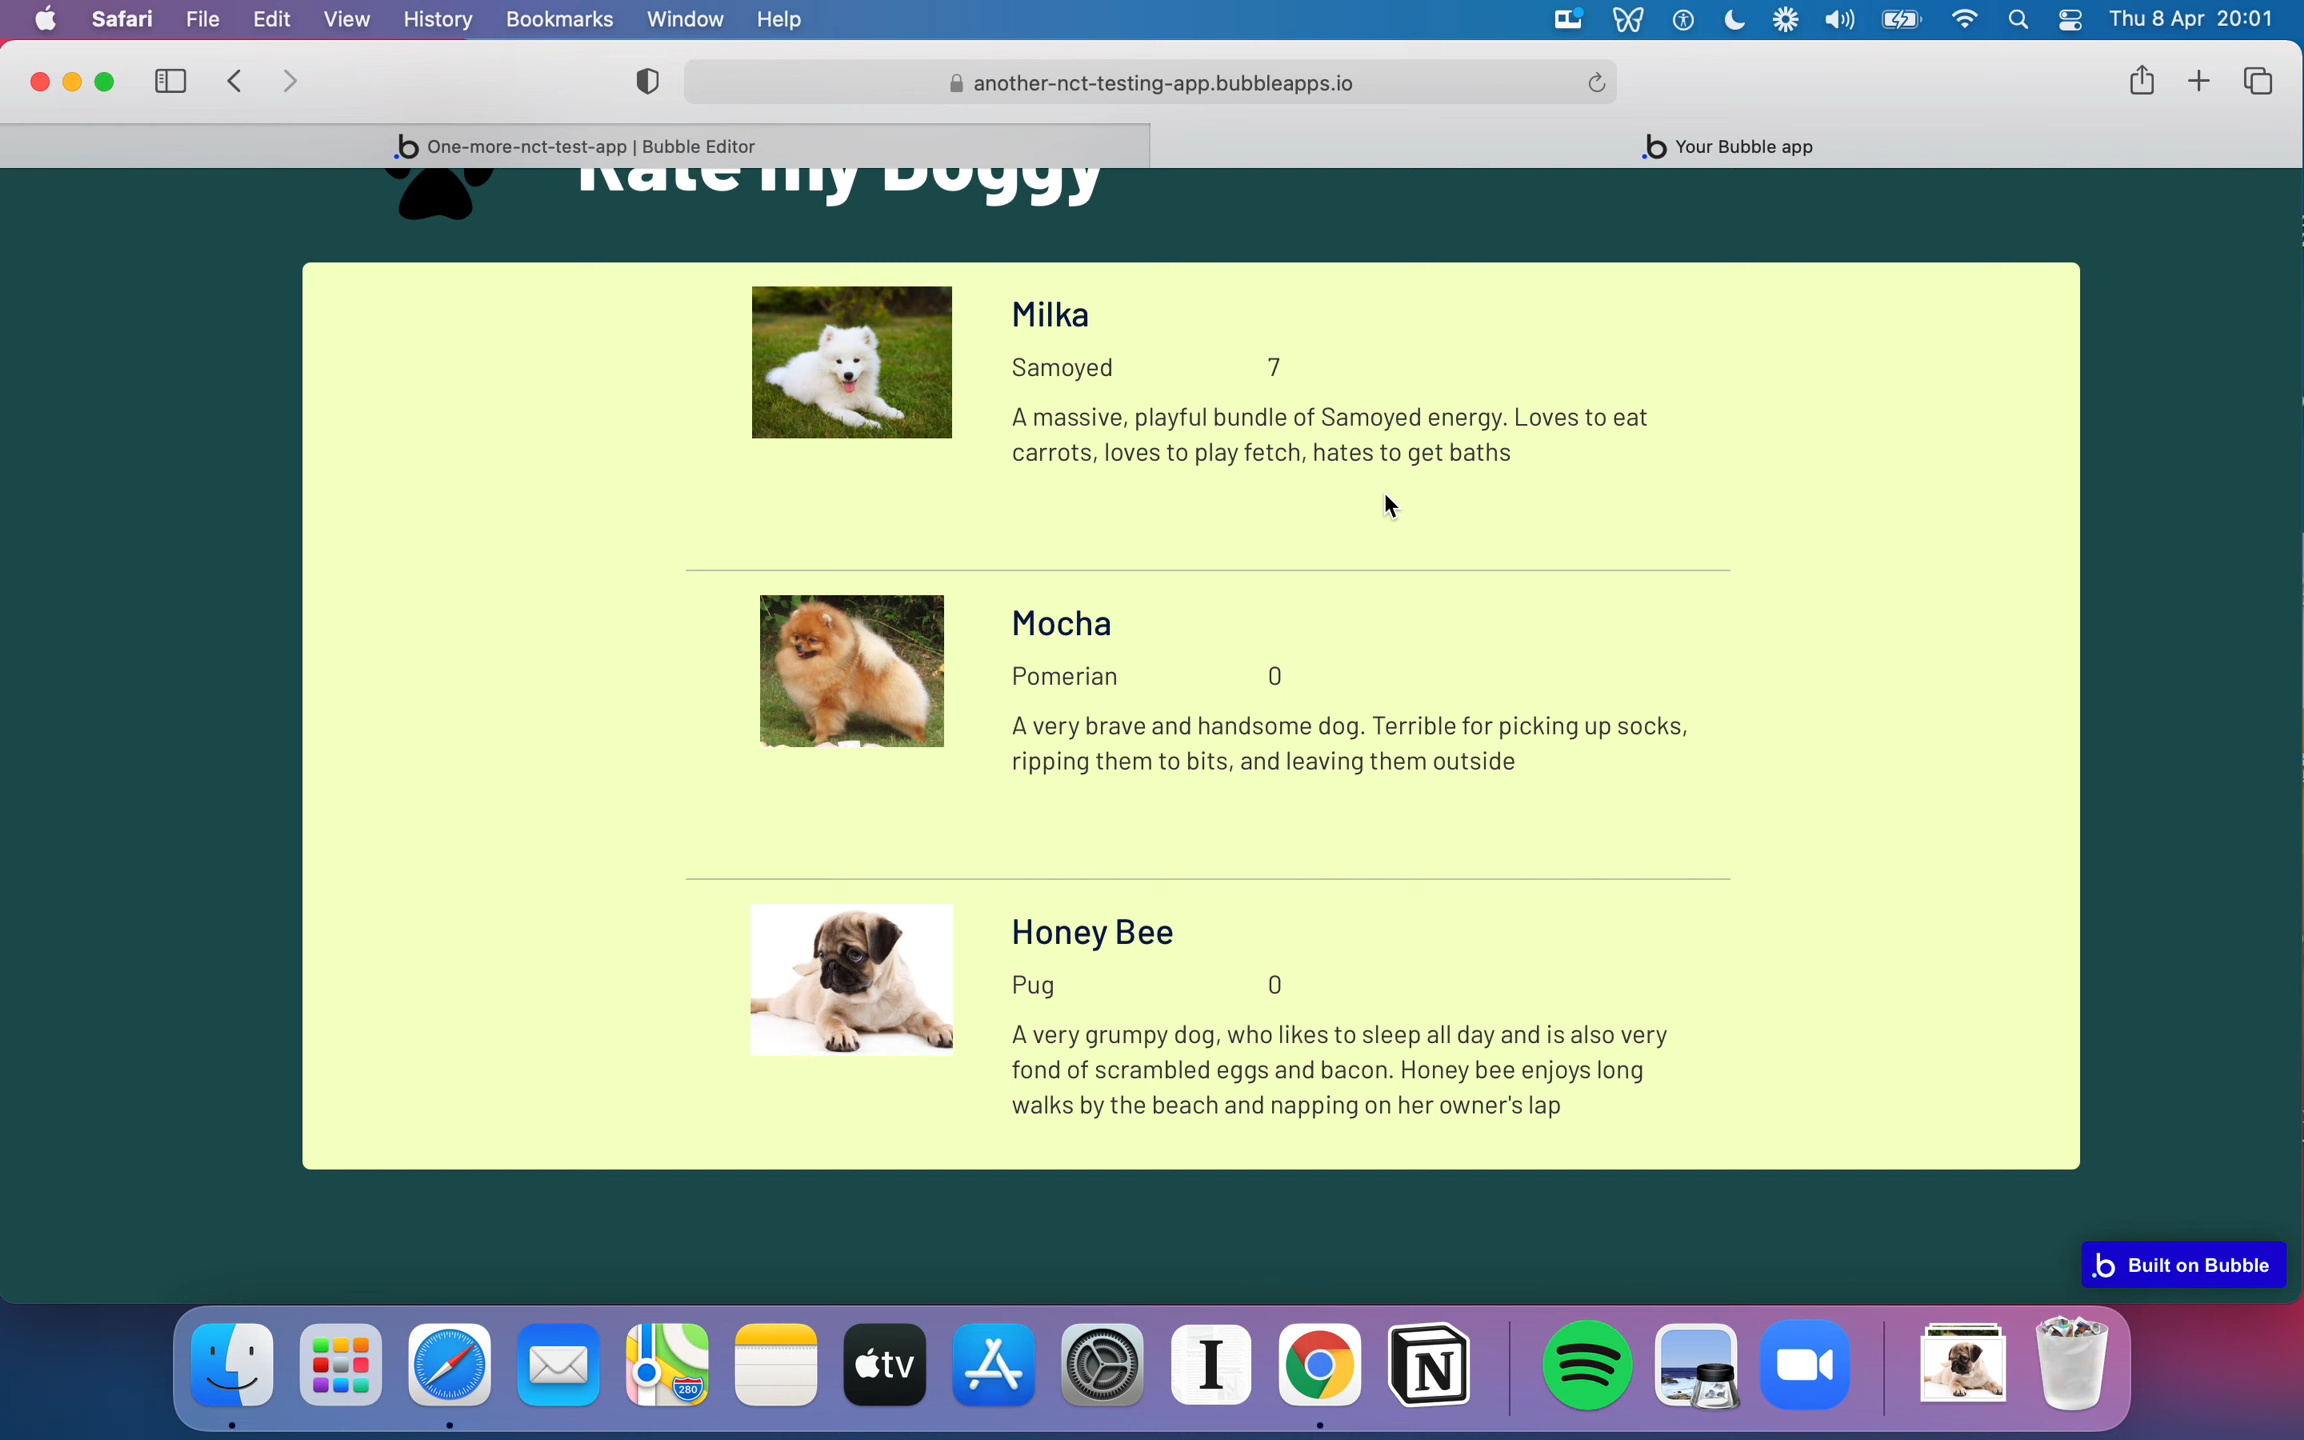 Safari File Edit View History Bookmarks Window Help Thu 8 Apr 20:01
another-nct-testing-app.bubbleapps.io
One-more-nct-test-app | Bubble Editor
Your Bubble app
Rate my Doggy
Milka
Samoyed 7
A massive, playful bundle of Samoyed energy. Loves to eat
carrots, loves to play fetch, hates to get baths
Mocha
Pomerian 0
A very brave and handsome dog. Terrible for picking up socks,
ripping them to bits, and leaving them outside
Honey Bee
Pug 0
A very grumpy dog, who likes to sleep all day and is also very
fond of scrambled eggs and bacon. Honey bee enjoys long
walks by the beach and napping on her owner's lap
.b Built on Bubble
280
tv